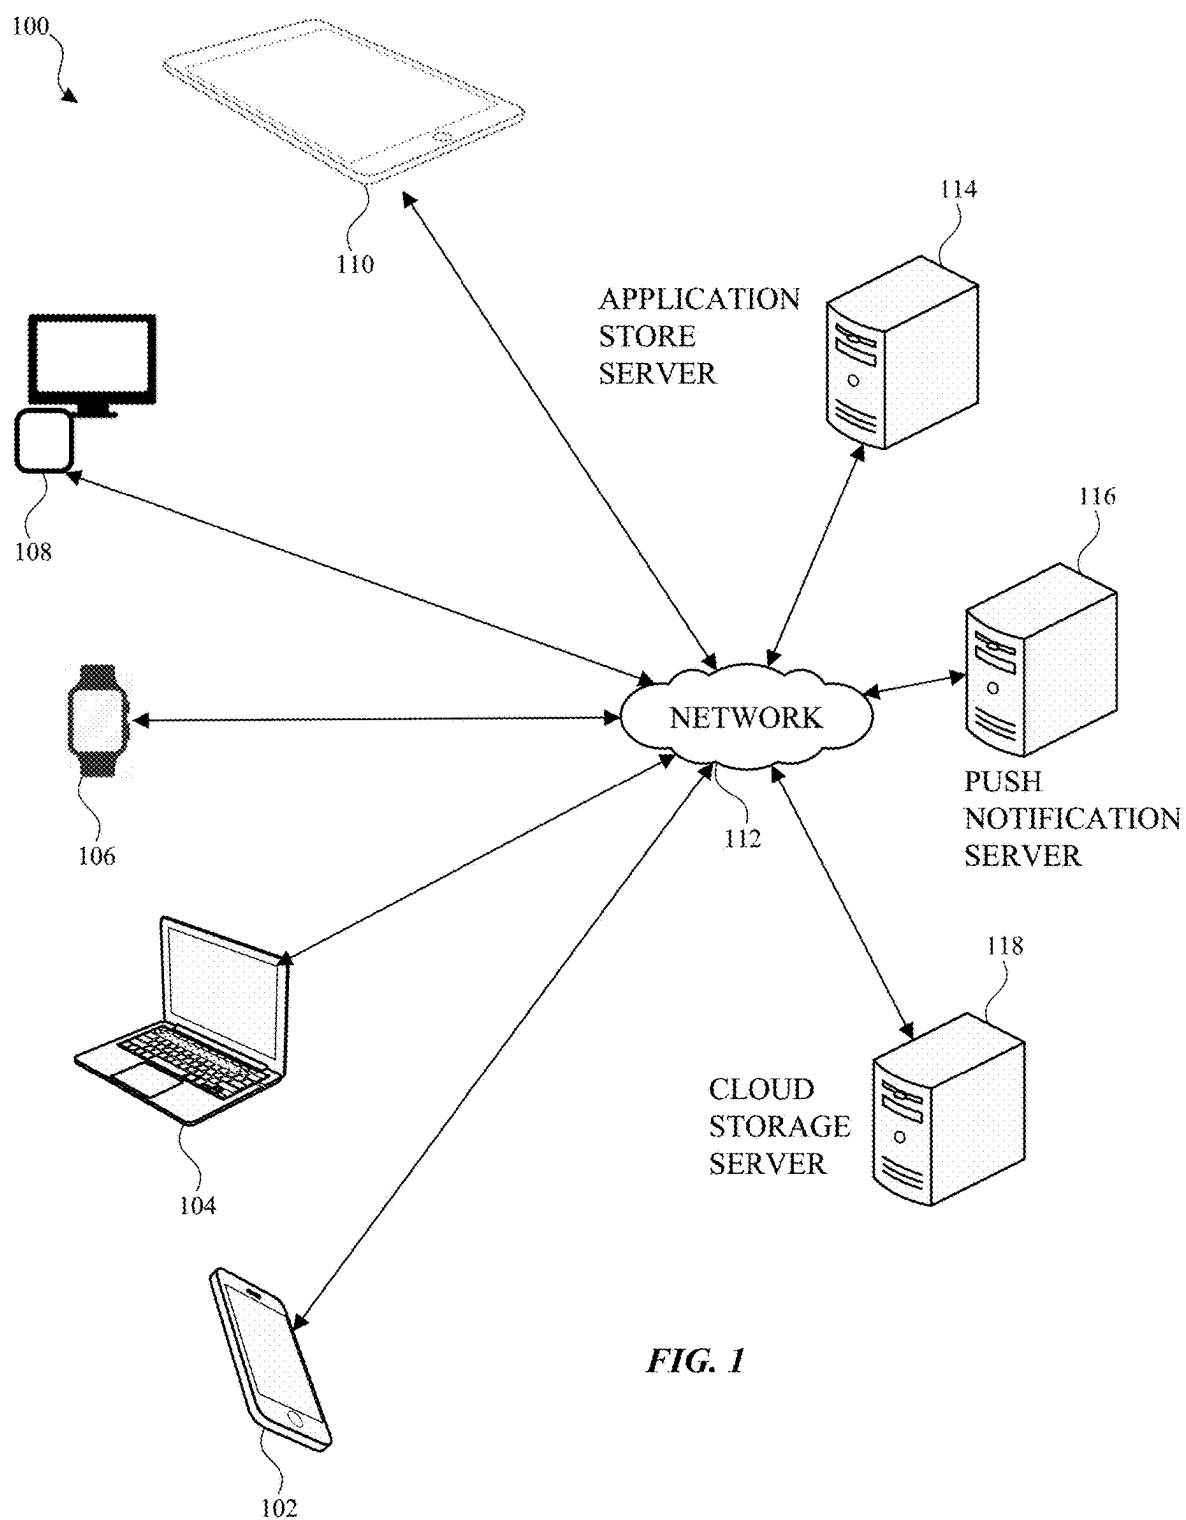 100
110
114
APPLICATION
STORE
SERVER
108
116
NETWORK
112
106
PUSH
NOTIFICATION
SERVER
118
104
CLOUD
STORAGE
SERVER
FIG. 1
102